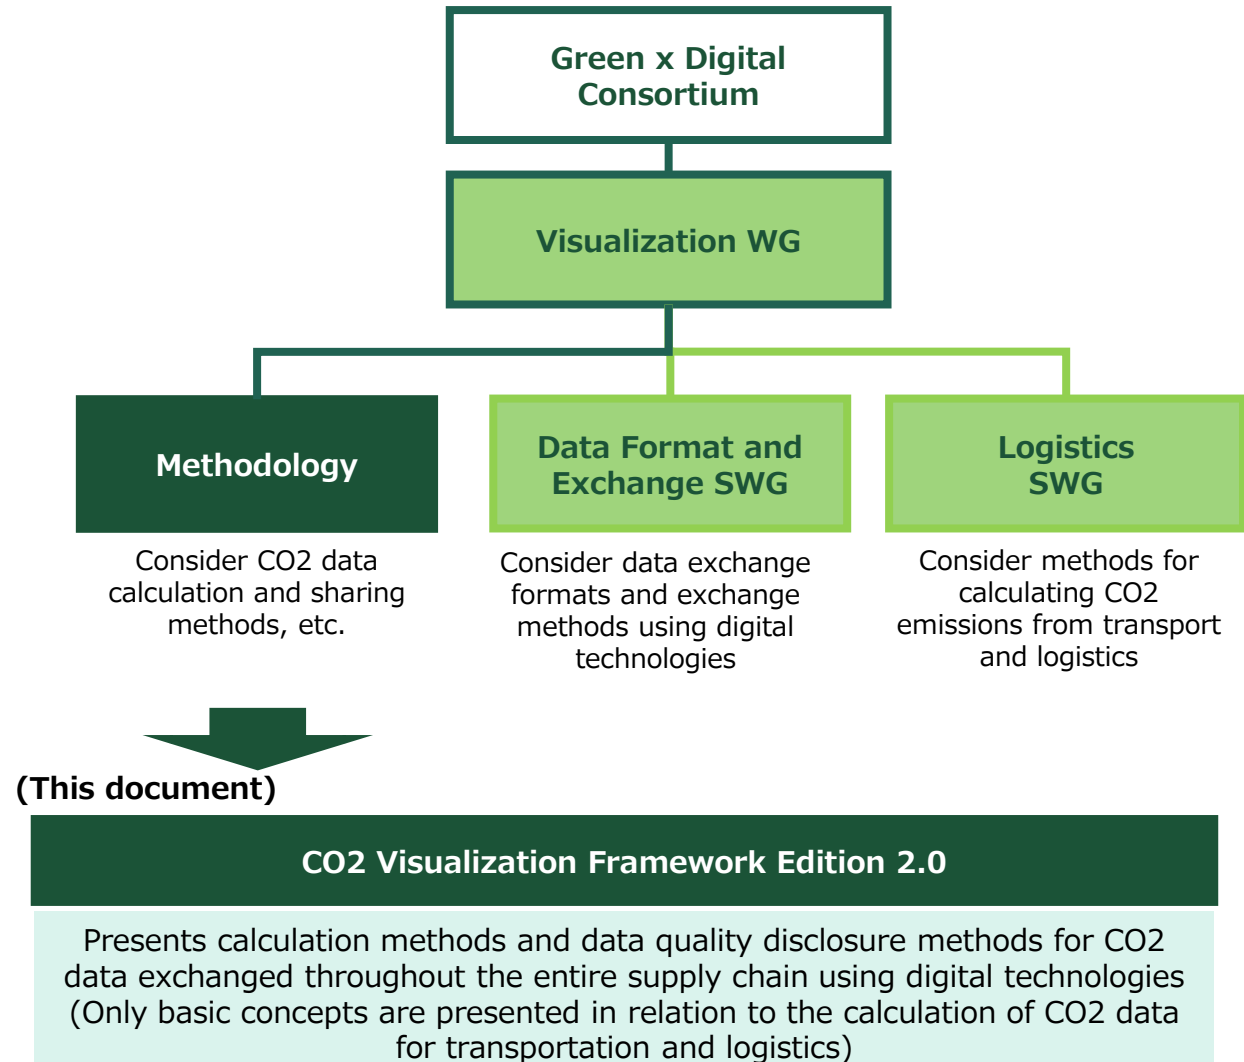 Green x Digital
Consortium
Visualization WG
Methodology
Consider CO2 data
calculation and sharing
methods, etc.
Data Format and
Exchange SWG
Consider data exchange
formats and exchange
methods using digital
technologies
Logistics
SWG
Consider methods for
calculating CO2
emissions from transport
and logistics
(This document)
CO2 Visualization Framework Edition 2.0
Presents calculation methods and data quality disclosure methods for CO2
data exchanged throughout the entire supply chain using digital technologies
(Only basic concepts are presented in relation to the calculation of CO2 data
for transportation and logistics)